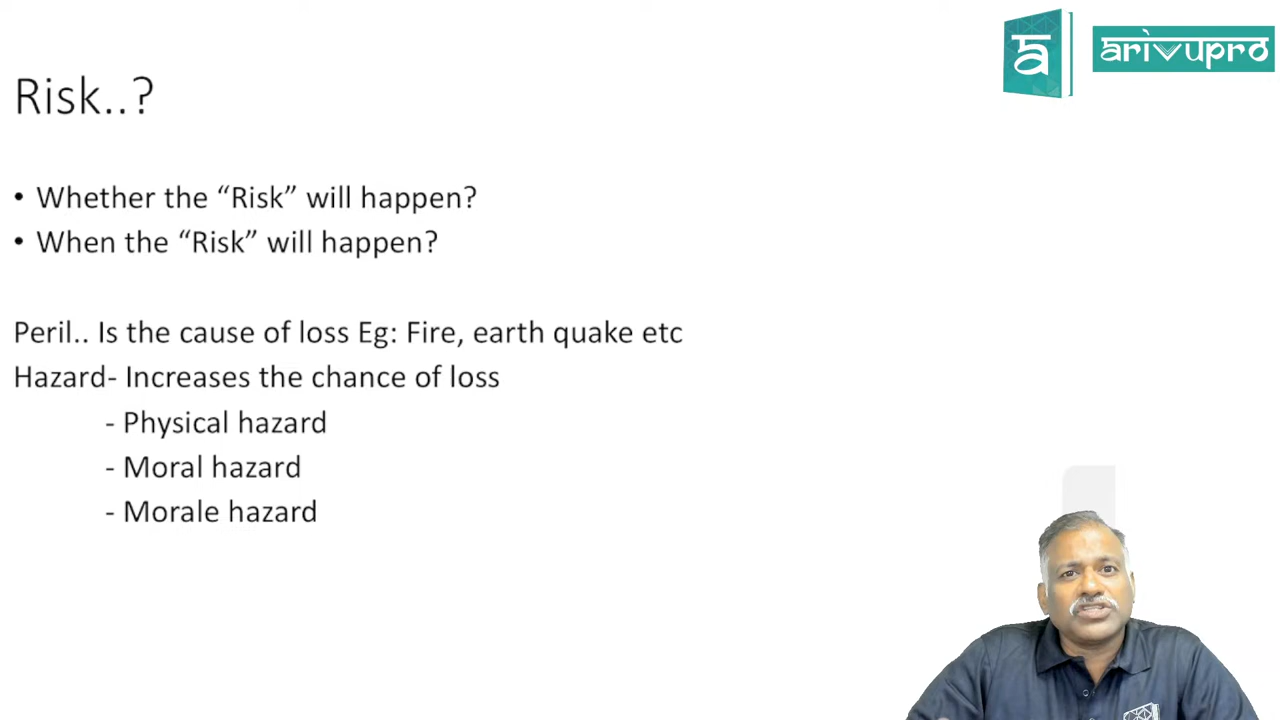 arivupro
Risk..?
• Whether the “Risk” will happen?
• When the “Risk” will happen?
Peril.. Is the cause of loss Eg: Fire, earth quake etc
Hazard- Increases the chance of loss
- Physical hazard
- Moral hazard
- Morale hazard